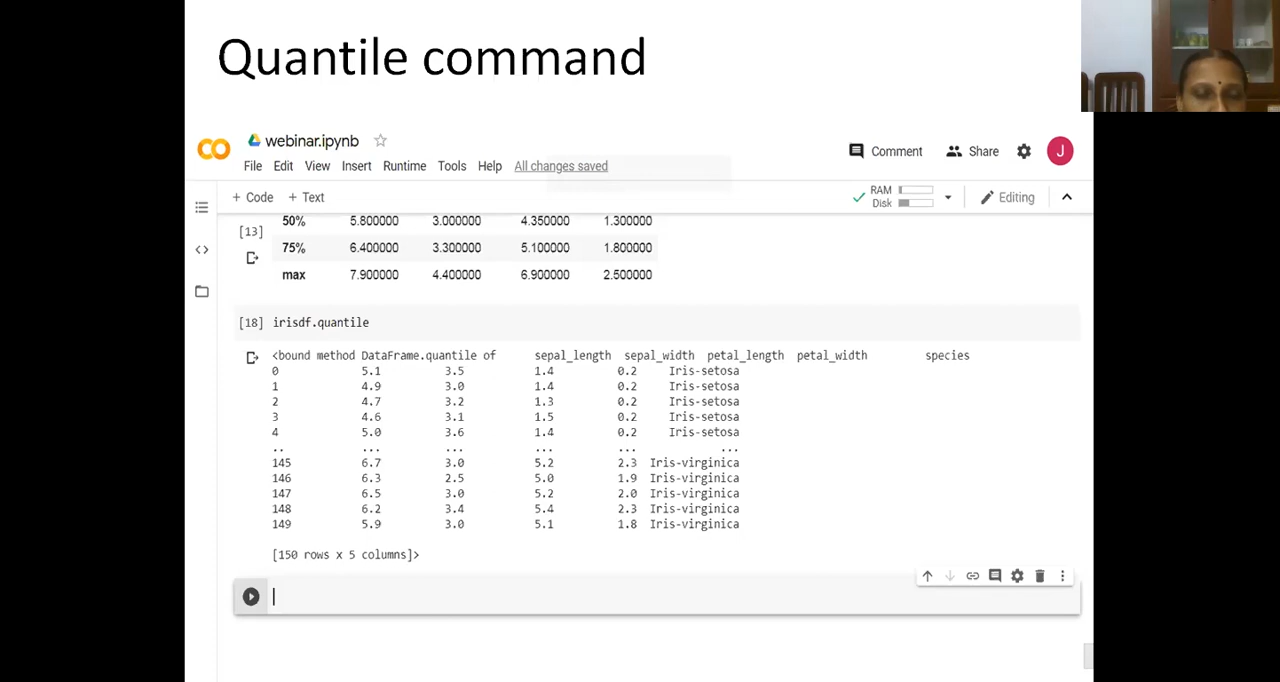 Quantile command
webinar.ipynb
File Edit View Insert Runtime Tools Help All changes saved
Comment Share J
+ Code + Text
RAM
Disk
Editing
[13]
50% 5.800000 3.000000 4.350000 1.300000
75% 6.400000 3.300000 5.100000 1.800000
max 7.900000 4.400000 6.900000 2.500000
[18] irisdf.quantile
<bound method DataFrame.quantile of sepal_length sepal_width petal_length petal_width species
0 5.1 3.5 1.4 0.2 Iris-setosa
1 4.9 3.0 1.4 0.2 Iris-setosa
2 4.7 3.2 1.3 0.2 Iris-setosa
3 4.6 3.1 1.5 0.2 Iris-setosa
4 5.0 3.6 1.4 0.2 Iris-setosa
.. ... ... ... ... ...
145 6.7 3.0 5.2 2.3 Iris-virginica
146 6.3 2.5 5.0 1.9 Iris-virginica
147 6.5 3.0 5.2 2.0 Iris-virginica
148 6.2 3.4 5.4 2.3 Iris-virginica
149 5.9 3.0 5.1 1.8 Iris-virginica
[150 rows x 5 columns]>